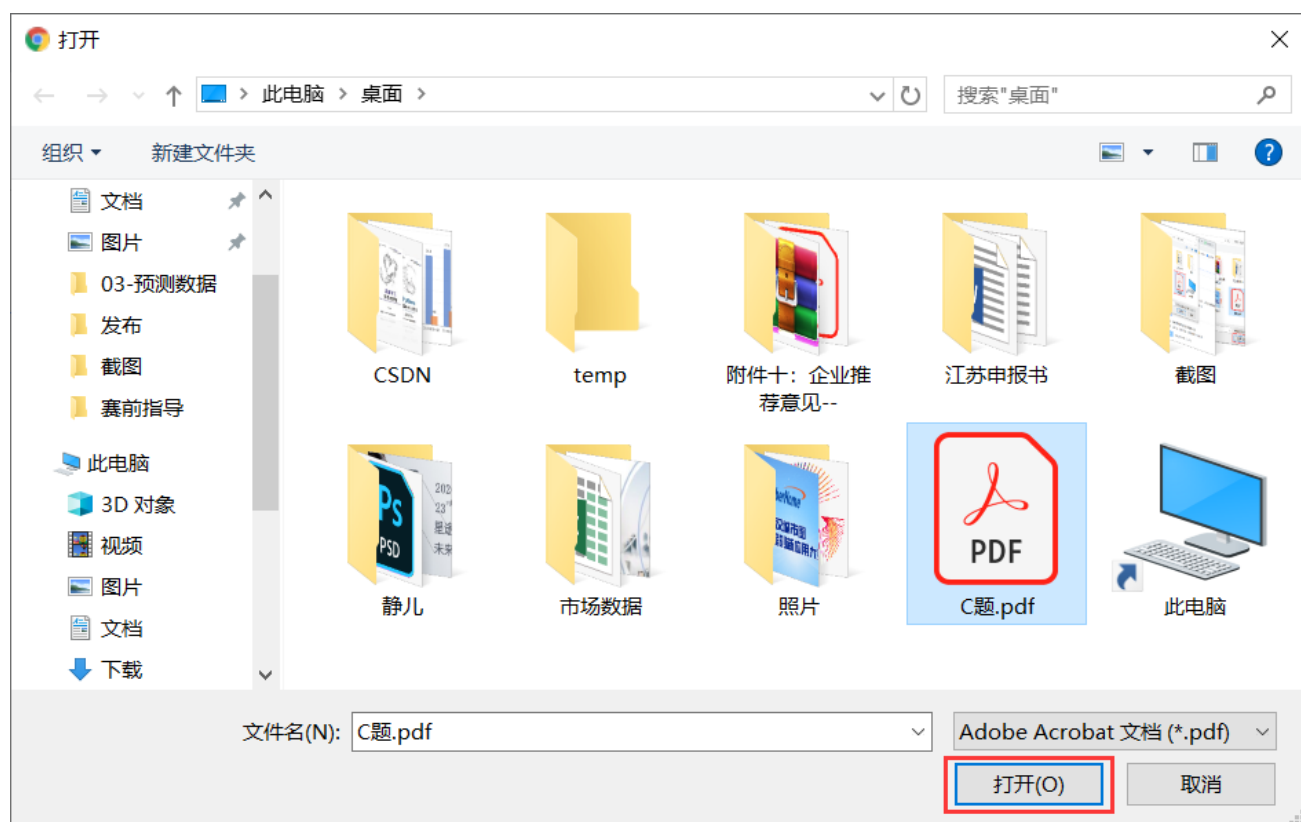 打开
此电脑 > 桌面 >
搜索"桌面"
组织
新建文件夹
文档
图片
03-预测数据
发布
截图
赛前指导
此电脑
3D 对象
视频
图片
文档
下载
CSDN
temp
附件十：企业推
荐意见--
江苏申报书
截图
PSD
静儿
市场数据
照片
PDF
C题.pdf
此电脑
文件名(N):
C题.pdf
Adobe Acrobat 文档 (*.pdf)
打开(O)
取消